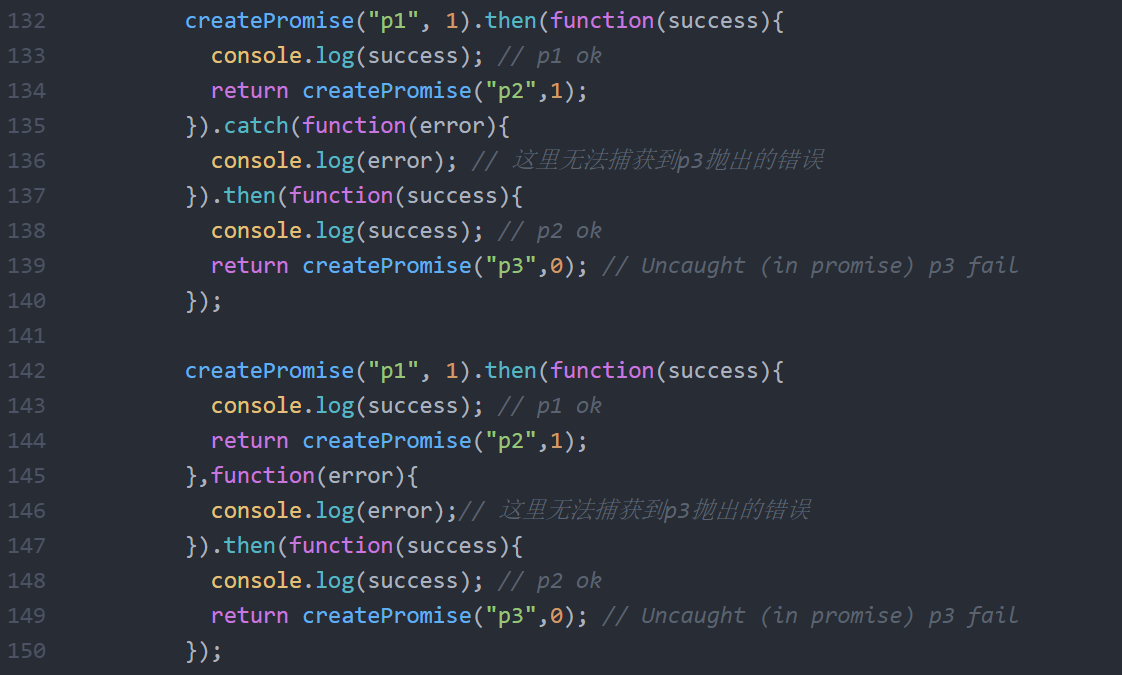 132 createPromise("p1", 1).then(function(success){
133 console.log(success); // p1 ok
134 return createPromise("p2",1);
135 }).catch(function(error){
136 console.log(error); // 这里无法捕获到p3抛出的错误
137 }).then(function(success){
138 console.log(success); // p2 ok
139 return createPromise("p3",0); // Uncaught (in promise) p3 fail
140 });
141
142 createPromise("p1", 1).then(function(success){
143 console.log(success); // p1 ok
144 return createPromise("p2",1);
145 },function(error){
146 console.log(error);// 这里无法捕获到p3抛出的错误
147 }).then(function(success){
148 console.log(success); // p2 ok
149 return createPromise("p3",0); // Uncaught (in promise) p3 fail
150 });